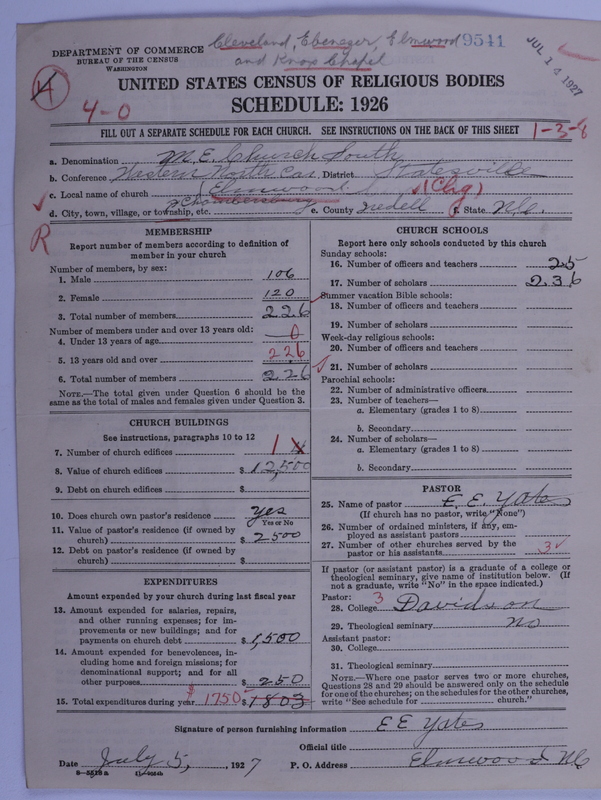 Cleveland, Ebenezer, Elmwood 9541
and Knox Chapel
JUL 14 1927
DEPARTMENT OF COMMERCE
BUREAU OF THE CENSUS
WASHINGTON
4-0
UNITED STATES CENSUS OF RELIGIOUS BODIES
SCHEDULE: 1926
FILL OUT A SEPARATE SCHEDULE FOR EACH CHURCH. SEE INSTRUCTIONS ON THE BACK OF THIS SHEET 1-3-8
a. Denomination M. E. Church South
b. Conference Western North Car. District Statesville
c. Local name of church Elmwood (Chg)
d. City, town, village, or township, etc. Chambersburg e. County Iredell f. State N.C.
R
MEMBERSHIP
Report number of members according to definition of
member in your church
Number of members, by sex:
1. Male 106
2. Female 120
3. Total number of members 226
Number of members under and over 13 years old:
4. Under 13 years of age 0
5. 13 years old and over 226
6. Total number of members 226
NOTE.—The total given under Question 6 should be
same as the total of males and females given under Question 3.
CHURCH BUILDINGS
See instructions, paragraphs 10 to 12
7. Number of church edifices 1
8. Value of church edifices $ 12,500
9. Debt on church edifices $
10. Does church own pastor's residence yes
Yes or No
11. Value of pastor's residence (if owned by
church) $ 2500
12. Debt on pastor's residence (if owned by
church) $
EXPENDITURES
Amount expended by your church during last fiscal year
13. Amount expended for salaries, repairs,
and other running expenses; for im-
provements or new buildings; and for
payments on church debt $ 1,500
14. Amount expended for benevolences, in-
cluding home and foreign missions; for
denominational support; and for all
other purposes $ 250
15. Total expenditures during year 1750 $ 1803
CHURCH SCHOOLS
Report here only schools conducted by this church
Sunday schools:
16. Number of officers and teachers 25
17. Number of scholars 236
Summer vacation Bible schools:
18. Number of officers and teachers
19. Number of scholars
Week-day religious schools:
20. Number of officers and teachers
21. Number of scholars
Parochial schools:
22. Number of administrative officers
23. Number of teachers—
a. Elementary (grades 1 to 8)
b. Secondary
24. Number of scholars—
a. Elementary (grades 1 to 8)
b. Secondary
PASTOR
25. Name of pastor E. E. Yates
(If church has no pastor, write "None")
26. Number of ordained ministers, if any, em-
ployed as assistant pastors
27. Number of other churches served by the
pastor or his assistants 3
If pastor (or assistant pastor) is a graduate of a college or
theological seminary, give name of institution below. (If
not a graduate, write "No" in the space indicated.)
Pastor: 3
28. College Davidson
29. Theological seminary No
Assistant pastor:
30. College
31. Theological seminary
NOTE.—Where one pastor serves two or more churches,
Questions 28 and 29 should be answered only on the schedule
for one of the churches; on the schedules for the other churches,
write "See schedule for church."
Signature of person furnishing information E E Yates
Official title
Date July 5, 1927 P. O. Address Elmwood NC